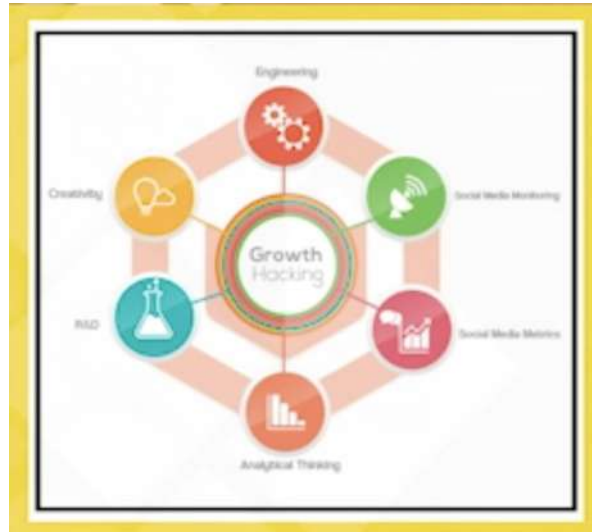 Engineering
Creativity
Social Media Monitoring
Growth
Hacking
R&D
Social Media Metrics
Analytical Thinking